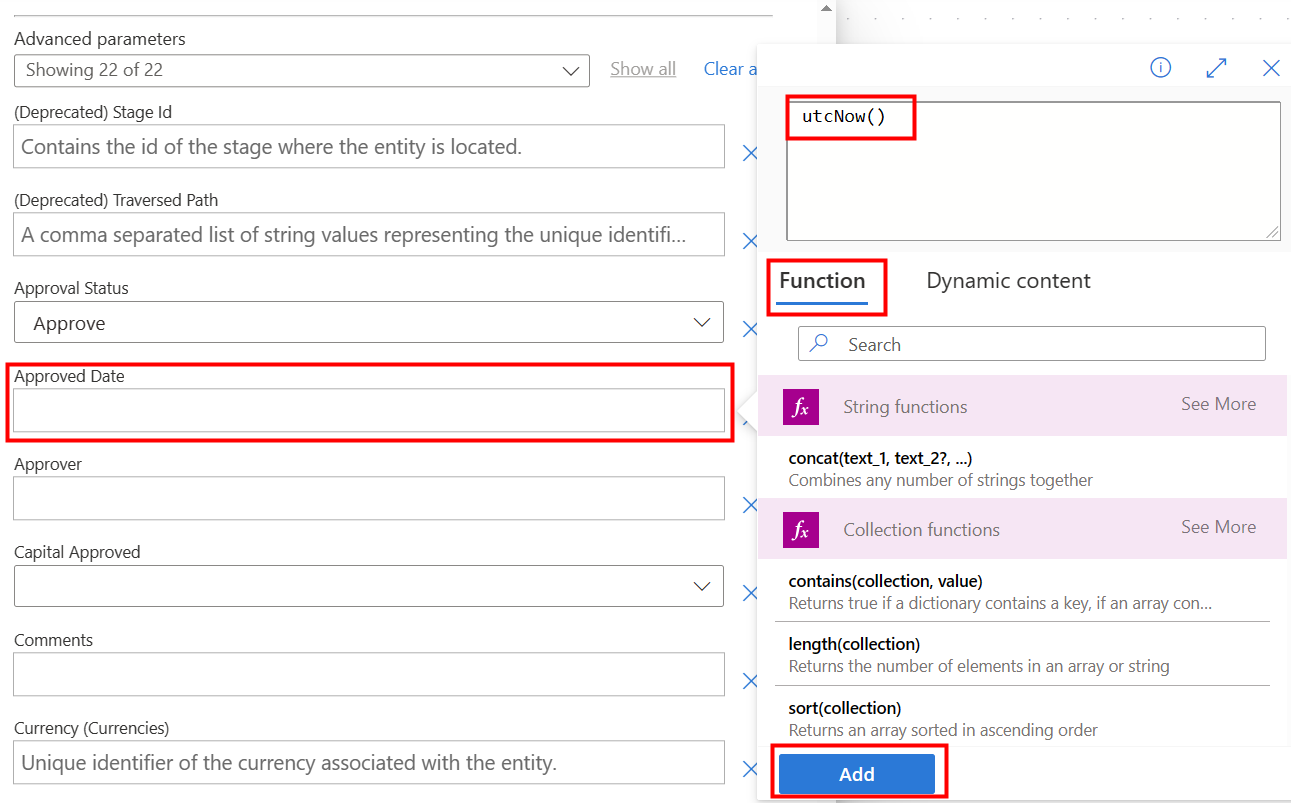 Advanced parameters
Showing 22 of 22
Show all
Clear a
(Deprecated) Stage Id
Contains the id of the stage where the entity is located.
(Deprecated) Traversed Path
A comma separated list of string values representing the unique identifi...
Approval Status
Approve
Approved Date
Approver
Capital Approved
Comments
Currency (Currencies)
Unique identifier of the currency associated with the entity.
utcNow()
Function
Dynamic content
Search
fx
String functions
See More
concat(text_1, text_2?, ...)
Combines any number of strings together
fx
Collection functions
See More
contains(collection, value)
Returns true if a dictionary contains a key, if an array con...
length(collection)
Returns the number of elements in an array or string
sort(collection)
Returns an array sorted in ascending order
Add